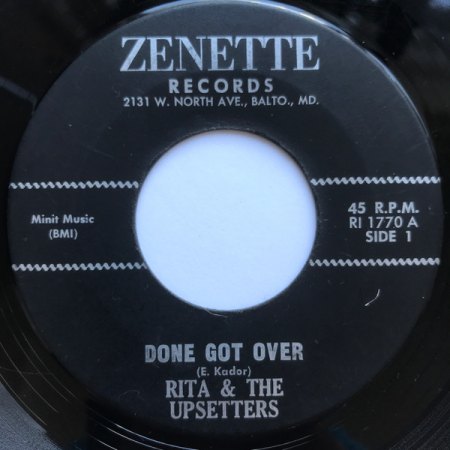 ZENETTE
RECORDS
2131 W. NORTH AVE., BALTO., MD.
Minit Music
(BMI)
45 R.P.M.
RI 1770 A
SIDE 1
DONE GOT OVER
(E. Kador)
RITA & THE
UPSETTERS